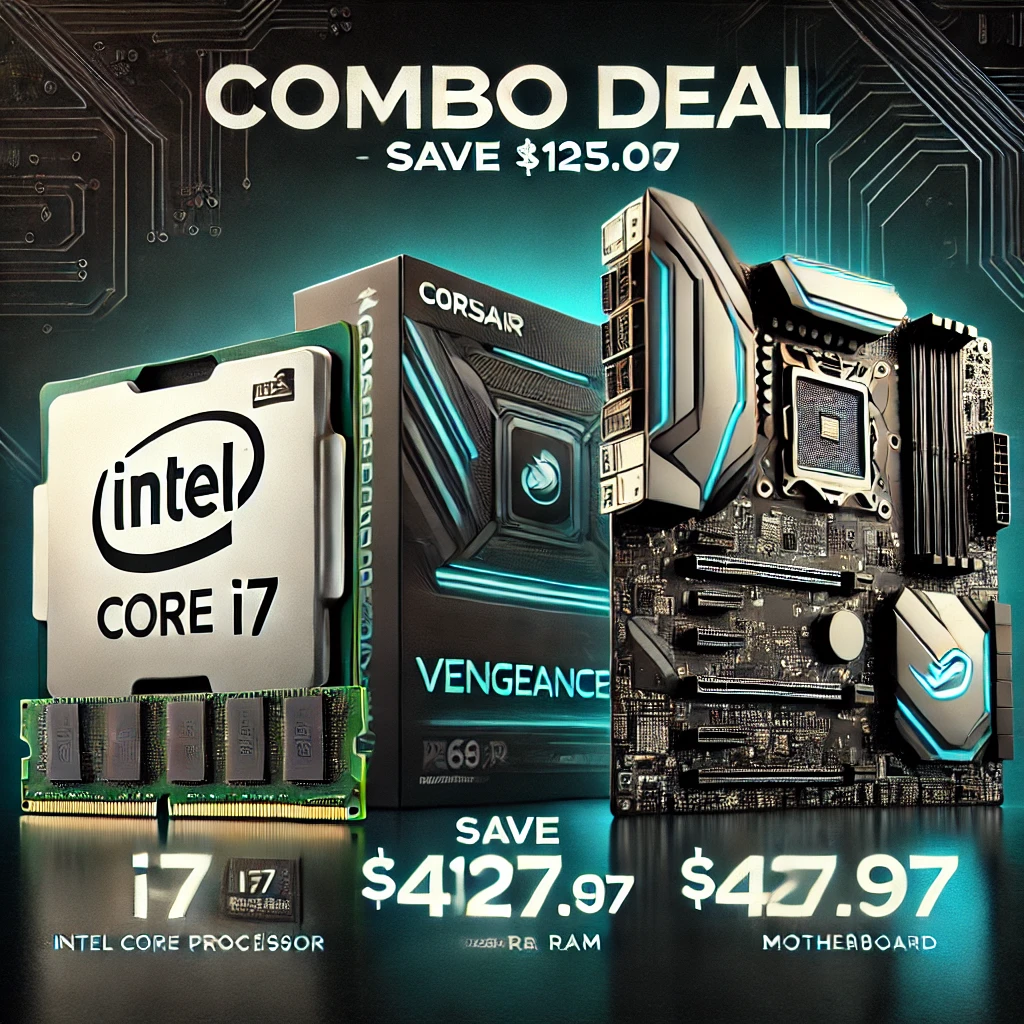 COMBO DEAL
- SAVE $125.07
CORSAIR
intel
CORE i7
VENGEANCE
SAVE
i7
$4127.97
$427.97
INTEL CORE PROCESSOR
RAM
MOTHERBOARD